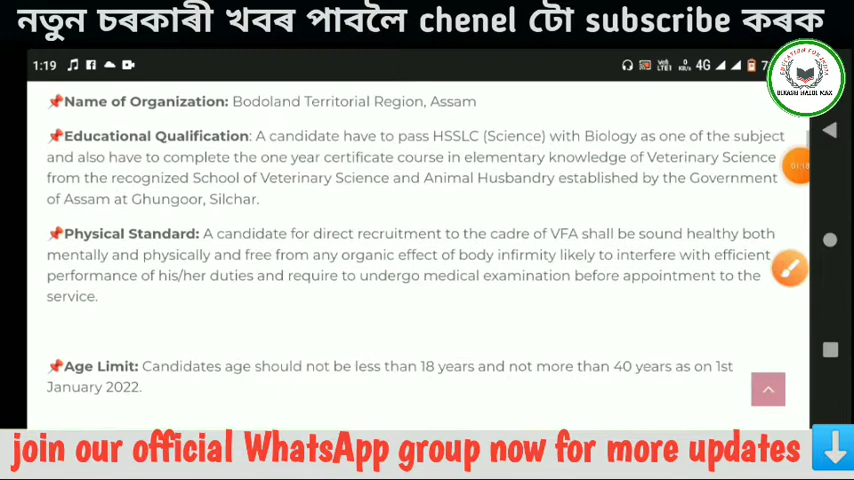 নতুন চৰকাৰী খবৰ পাবলৈ chenel টো subscribe কৰক
1:19
4G
EDUCATION FOR INDIA
📌Name of Organization: Bodoland Territorial Region, Assam
📌Educational Qualification: A candidate have to pass HSSLC (Science) with Biology as one of the subject
and also have to complete the one year certificate course in elementary knowledge of Veterinary Science
from the recognized School of Veterinary Science and Animal Husbandry established by the Government
of Assam at Ghungoor, Silchar.
📌Physical Standard: A candidate for direct recruitment to the cadre of VFA shall be sound healthy both
mentally and physically and free from any organic effect of body infirmity likely to interfere with efficient
performance of his/her duties and require to undergo medical examination before appointment to the
service.
📌Age Limit: Candidates age should not be less than 18 years and not more than 40 years as on 1st
January 2022.
join our official WhatsApp group now for more updates